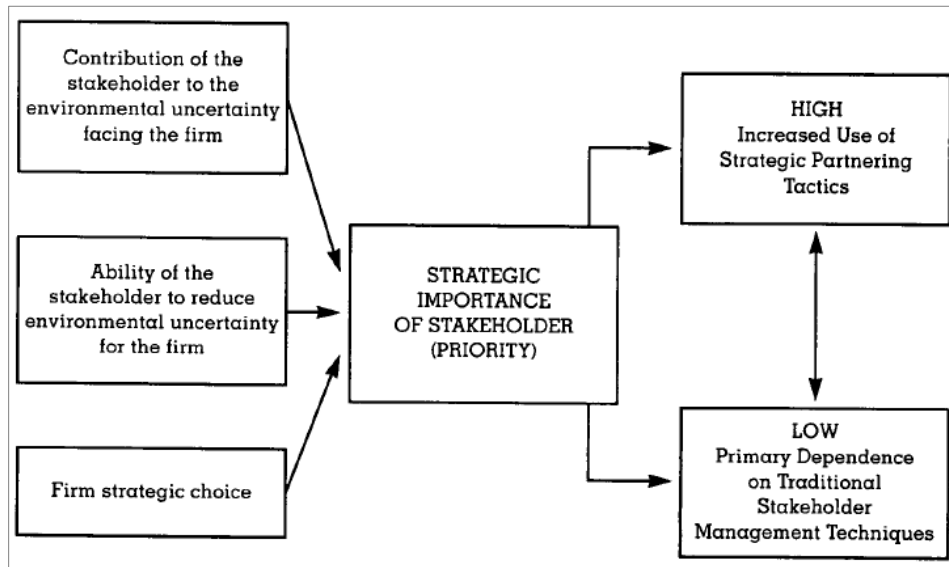 Contribution of the
stakeholder to the
environmental uncertainty
facing the firm
Ability of the
stakeholder to reduce
environmental uncertainty
for the firm
Firm strategic choice
STRATEGIC
IMPORTANCE
OF STAKEHOLDER
(PRIORITY)
HIGH
Increased Use of
Strategic Partnering
Tactics
LOW
Primary Dependence
on Traditional
Stakeholder
Management Techniques